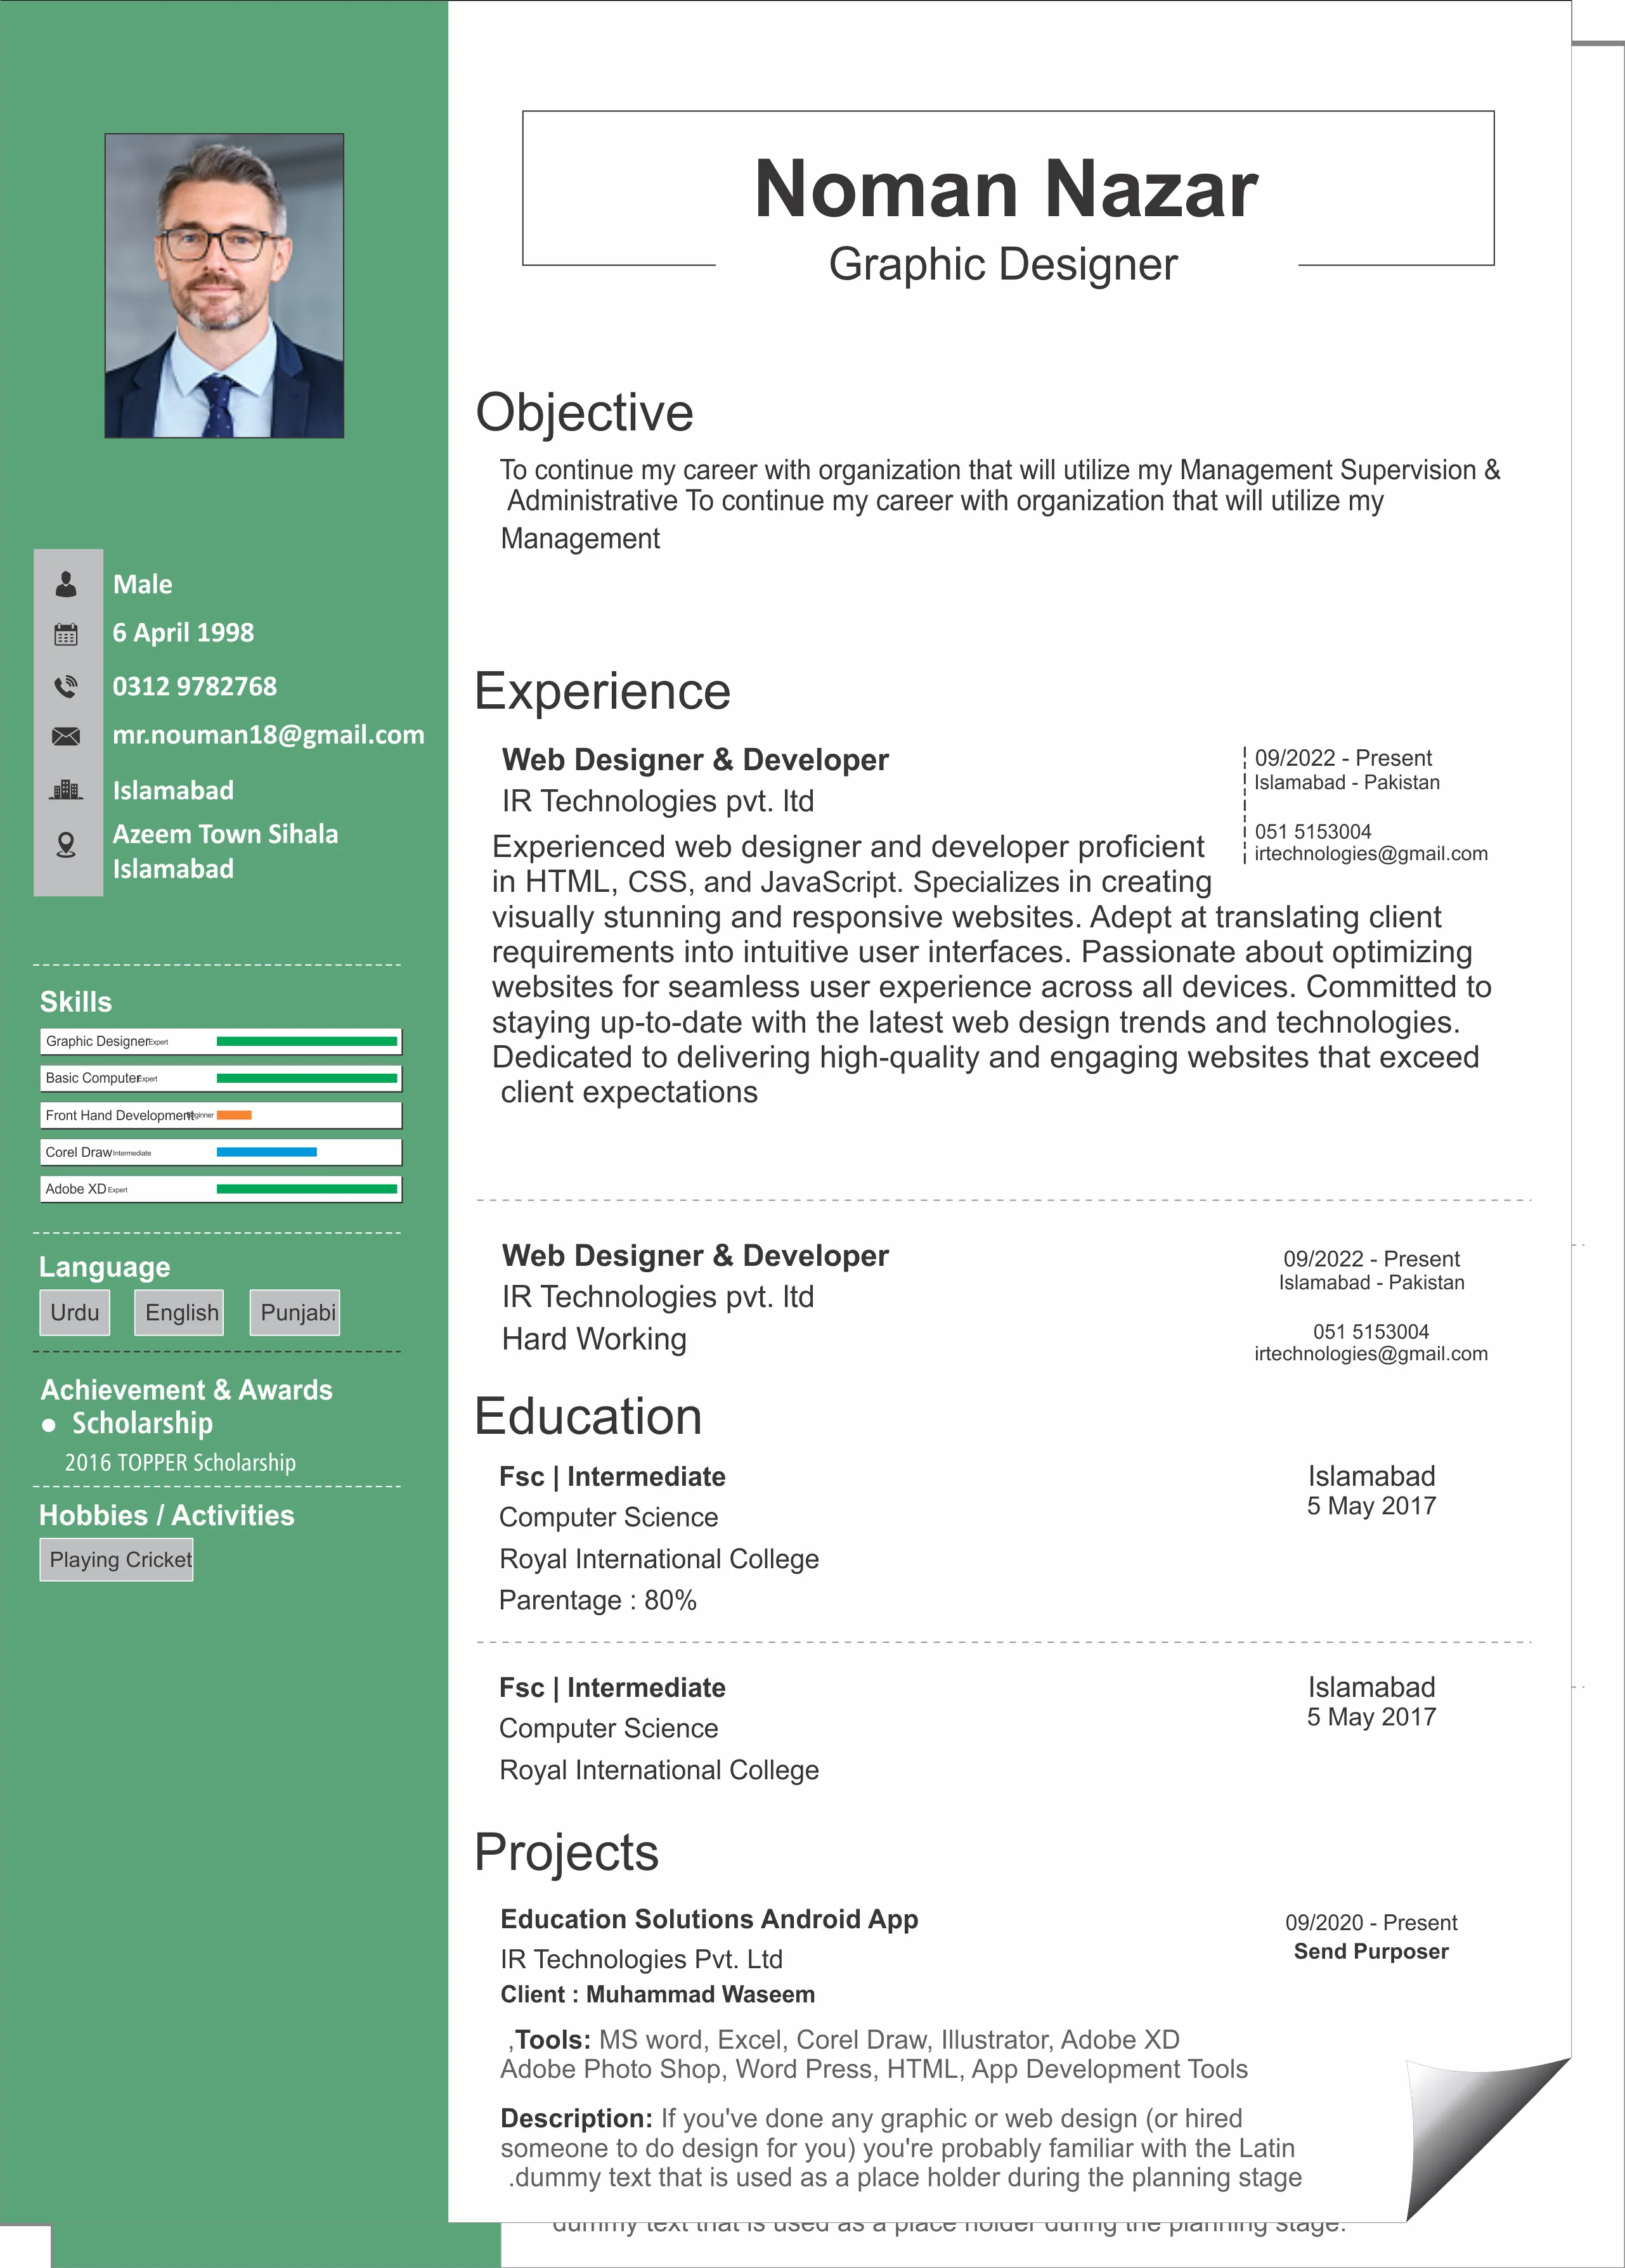 Noman Nazar
Graphic Designer
Male
6 April 1998
0312 9782768
mr.nouman18@gmail.com
Islamabad
Azeem Town Sihala
Islamabad
Skills
Graphic Designer Expert
Basic Computer Expert
Front Hand Development Beginner
Corel Draw Intermediate
Adobe XD Expert
Language
Urdu English Punjabi
Achievement & Awards
● Scholarship
2016 TOPPER Scholarship
Hobbies / Activities
Playing Cricket
Objective
To continue my career with organization that will utilize my Management Supervision &
Administrative To continue my career with organization that will utilize my
Management
Experience
Web Designer & Developer
IR Technologies pvt. ltd
09/2022 - Present
Islamabad - Pakistan
051 5153004
irtechnologies@gmail.com
Experienced web designer and developer proficient
in HTML, CSS, and JavaScript. Specializes in creating
visually stunning and responsive websites. Adept at translating client
requirements into intuitive user interfaces. Passionate about optimizing
websites for seamless user experience across all devices. Committed to
staying up-to-date with the latest web design trends and technologies.
Dedicated to delivering high-quality and engaging websites that exceed
client expectations
Web Designer & Developer
IR Technologies pvt. ltd
Hard Working
09/2022 - Present
Islamabad - Pakistan
051 5153004
irtechnologies@gmail.com
Education
Fsc | Intermediate
Computer Science
Royal International College
Parentage : 80%
Islamabad
5 May 2017
Fsc | Intermediate
Computer Science
Royal International College
Islamabad
5 May 2017
Projects
Education Solutions Android App
IR Technologies Pvt. Ltd
Client : Muhammad Waseem
09/2020 - Present
Send Purposer
,Tools: MS word, Excel, Corel Draw, Illustrator, Adobe XD
Adobe Photo Shop, Word Press, HTML, App Development Tools
Description: If you've done any graphic or web design (or hired
someone to do design for you) you're probably familiar with the Latin
.dummy text that is used as a place holder during the planning stage
dummy text that is used as a place holder during the planning stage.